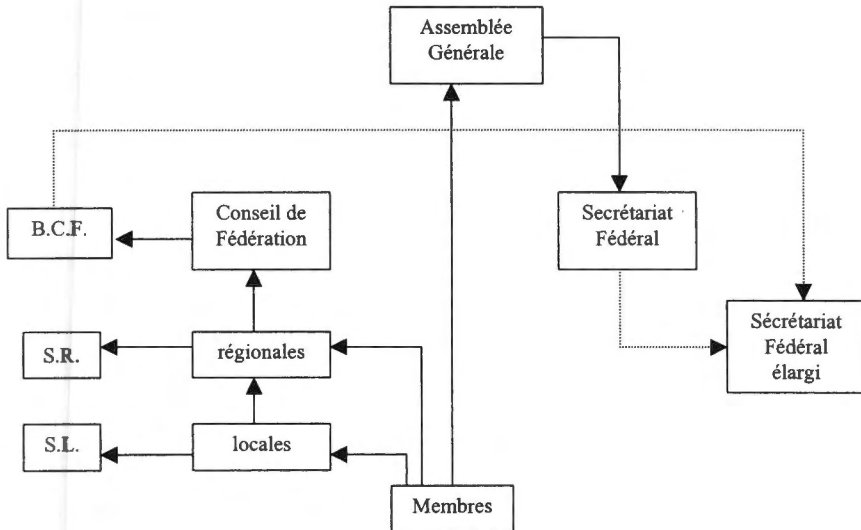 Assemblée
Générale
B.C.F.
Conseil de
Fédération
Secrétariat
Fédéral
Sécrétariat
Fédéral
élargi
S.R.
régionales
S.L.
locales
Membres